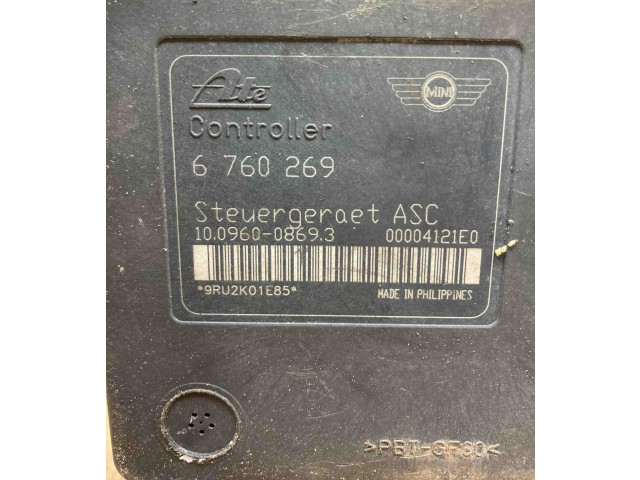 Ate
MINI
Controller
6 760 269
Steuergeraet ASC
10.0960-0869.3 00004121E0
*9RU2K01E85*
MADE IN PHILIPPINES
>PBT-GF30<